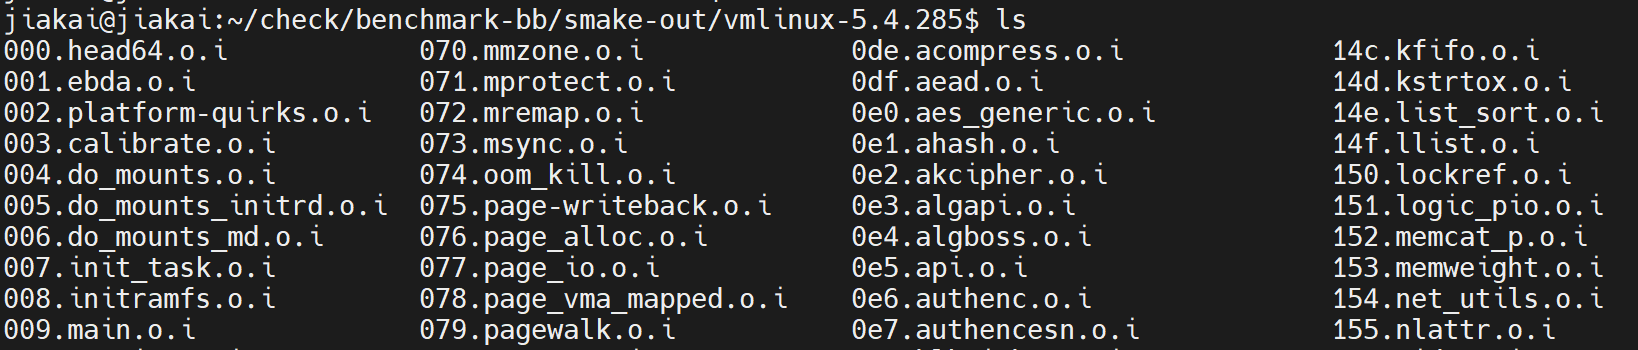 jiakai@jiakai:~/check/benchmark-bb/smake-out/vmlinux-5.4.285$ ls
000.head64.o.i 070.mmzone.o.i 0de.acompress.o.i 14c.kfifo.o.i
001.ebda.o.i 071.mprotect.o.i 0df.aead.o.i 14d.kstrtox.o.i
002.platform-quirks.o.i 072.mremap.o.i 0e0.aes_generic.o.i 14e.list_sort.o.i
003.calibrate.o.i 073.msync.o.i 0e1.ahash.o.i 14f.llist.o.i
004.do_mounts.o.i 074.oom_kill.o.i 0e2.akcipher.o.i 150.lockref.o.i
005.do_mounts_initrd.o.i 075.page-writeback.o.i 0e3.algapi.o.i 151.logic_pio.o.i
006.do_mounts_md.o.i 076.page_alloc.o.i 0e4.algboss.o.i 152.memcat_p.o.i
007.init_task.o.i 077.page_io.o.i 0e5.api.o.i 153.memweight.o.i
008.initramfs.o.i 078.page_vma_mapped.o.i 0e6.authenc.o.i 154.net_utils.o.i
009.main.o.i 079.pagewalk.o.i 0e7.authencesn.o.i 155.nlattr.o.i